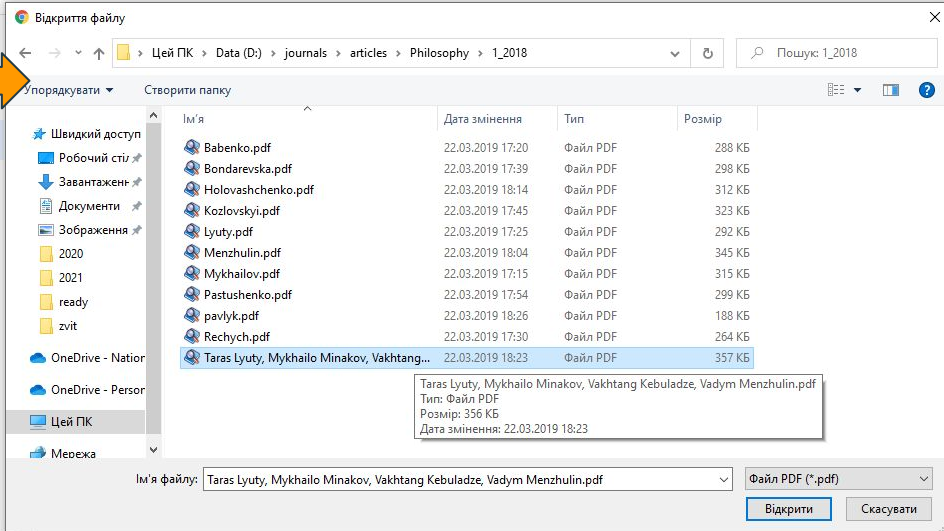 Відкриття файлу
Цей ПК > Data (D:) > journals > articles > Philosophy > 1_2018
Пошук: 1_2018
Упорядкувати
Створити папку
?
Ім’я
Дата змінення
Тип
Розмір
Швидкий доступ
Робочий стіл
Завантажен
Документи
Зображення
2020
2021
ready
zvit
OneDrive - Nation
OneDrive - Person
Цей ПК
Мережа
Babenko.pdf 22.03.2019 17:20 Файл PDF 288 КБ
Bondarevska.pdf 22.03.2019 17:39 Файл PDF 298 КБ
Holovashchenko.pdf 22.03.2019 18:14 Файл PDF 312 КБ
Kozlovskyi.pdf 22.03.2019 17:45 Файл PDF 323 КБ
Lyuty.pdf 22.03.2019 17:25 Файл PDF 292 КБ
Menzhulin.pdf 22.03.2019 18:04 Файл PDF 345 КБ
Mykhailov.pdf 22.03.2019 17:15 Файл PDF 315 КБ
Pastushenko.pdf 22.03.2019 17:54 Файл PDF 299 КБ
pavlyk.pdf 22.03.2019 18:26 Файл PDF 188 КБ
Rechych.pdf 22.03.2019 17:30 Файл PDF 264 КБ
Taras Lyuty, Mykhailo Minakov, Vakhtang... 22.03.2019 18:23 Файл PDF 357 КБ
Taras Lyuty, Mykhailo Minakov, Vakhtang Kebuladze, Vadym Menzhulin.pdf
Тип: Файл PDF
Розмір: 356 КБ
Дата змінення: 22.03.2019 18:23
Ім’я файлу:
Taras Lyuty, Mykhailo Minakov, Vakhtang Kebuladze, Vadym Menzhulin.pdf
Файл PDF (*.pdf)
Відкрити
Скасувати